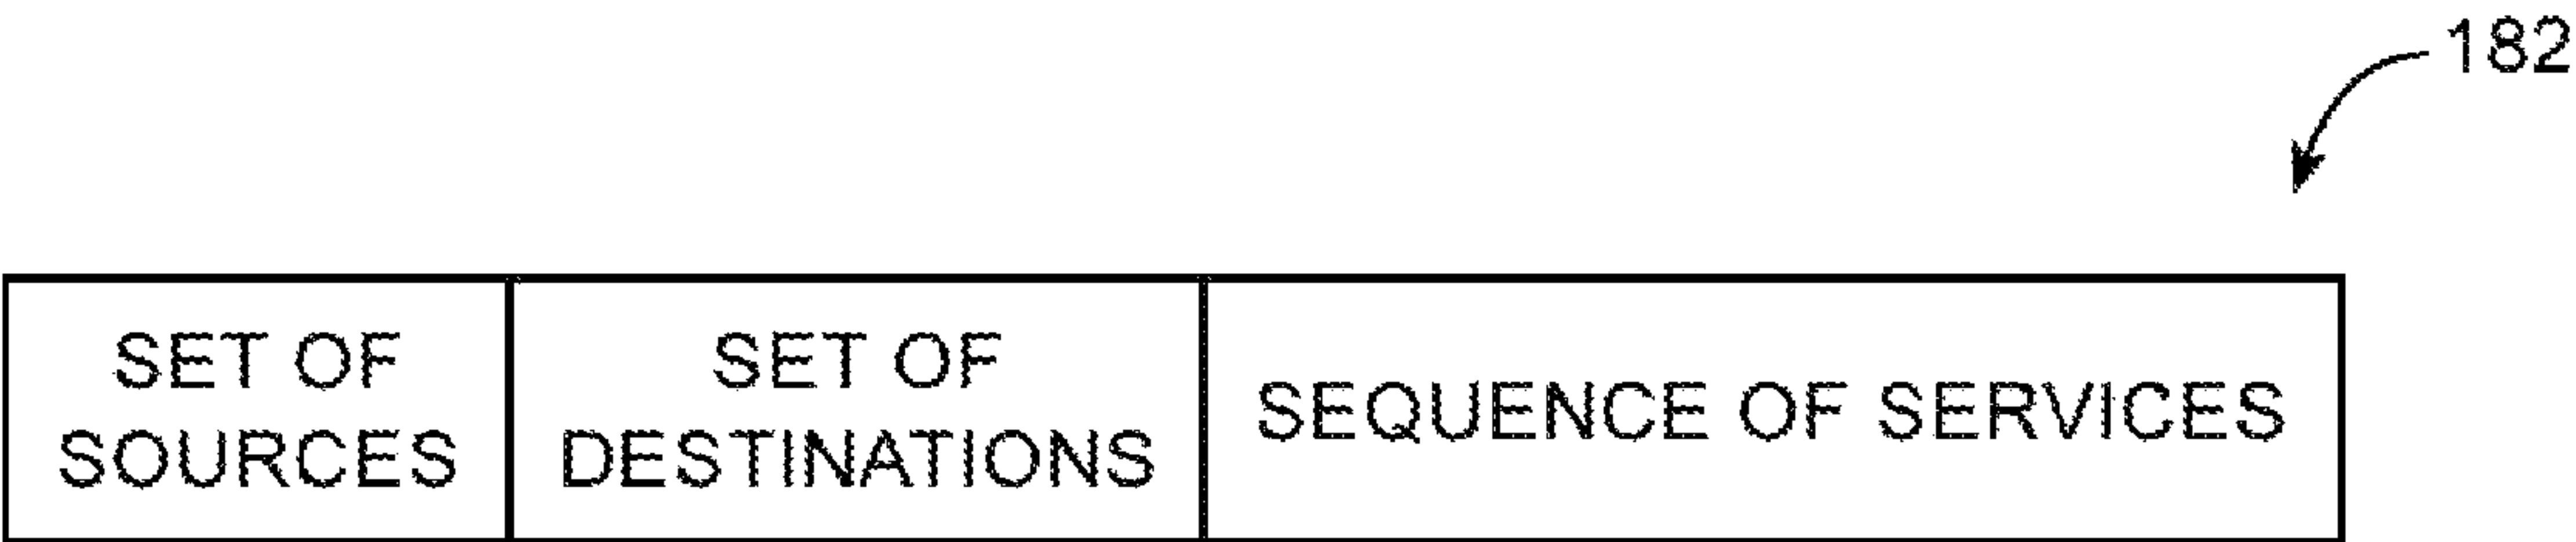 182
SET OF
SOURCES
SET OF
DESTINATIONS
SEQUENCE OF SERVICES